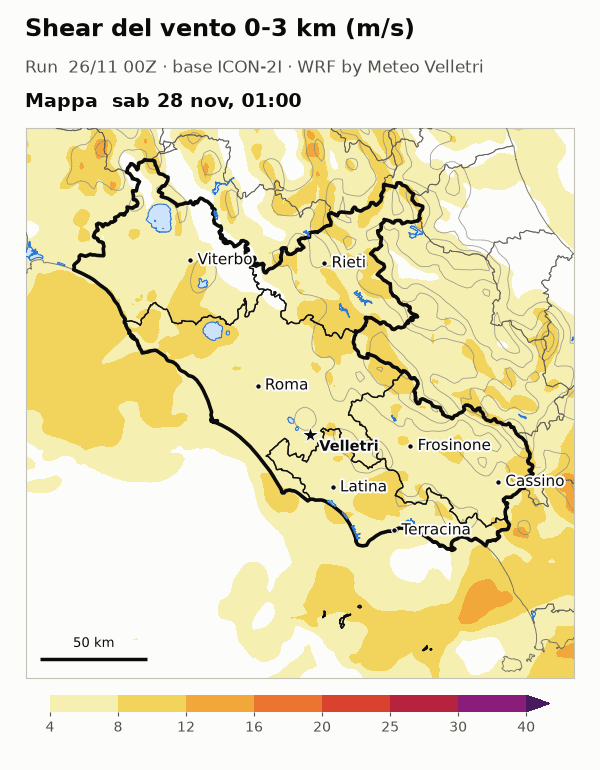 Shear del vento 0-3 km (m/s)
Run  26/11 00Z · base ICON-2I · WRF by Meteo Velletri
Mappa  sab 28 nov, 01:00
Viterbo
Rieti
Roma
Velletri
Frosinone
Cassino
Latina
Terracina
50 km
4 8 12 16 20 25 30 40